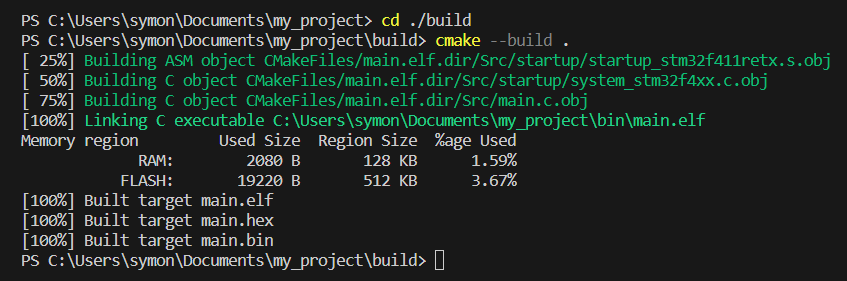 PS C:\Users\symon\Documents\my_project> cd ./build
PS C:\Users\symon\Documents\my_project\build> cmake --build .
[ 25%] Building ASM object CMakeFiles/main.elf.dir/Src/startup/startup_stm32f411retx.s.obj
[ 50%] Building C object CMakeFiles/main.elf.dir/Src/startup/system_stm32f4xx.c.obj
[ 75%] Building C object CMakeFiles/main.elf.dir/Src/main.c.obj
[100%] Linking C executable C:\Users\symon\Documents\my_project\bin\main.elf
Memory region         Used Size  Region Size  %age Used
             RAM:        2080 B       128 KB      1.59%
           FLASH:       19220 B       512 KB      3.67%
[100%] Built target main.elf
[100%] Built target main.hex
[100%] Built target main.bin
PS C:\Users\symon\Documents\my_project\build>